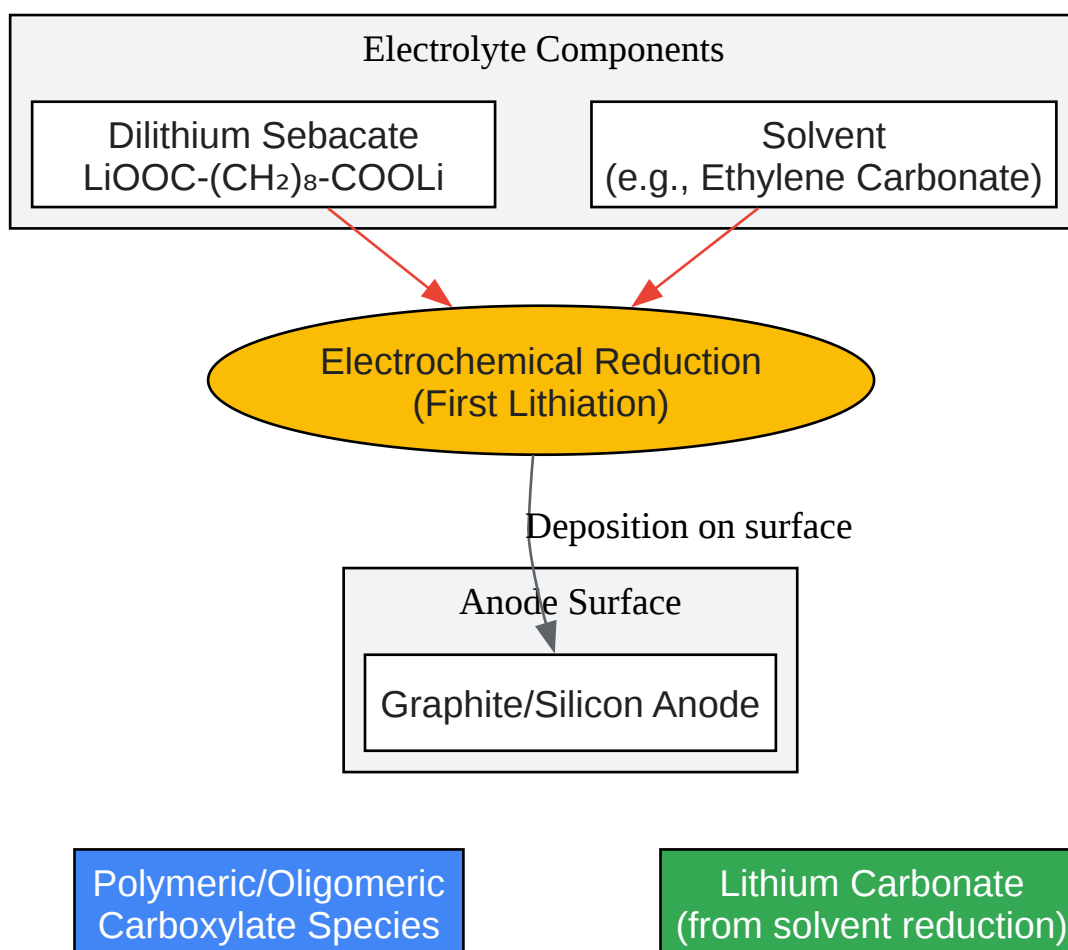 Electrolyte Components
Dilithium Sebacate
LiOOC-(CH₂)₈-COOLi
Solvent
(e.g., Ethylene Carbonate)
Electrochemical Reduction
(First Lithiation)
Deposition on surface
Anode Surface
Graphite/Silicon Anode
Polymeric/Oligomeric
Carboxylate Species
Lithium Carbonate
(from solvent reduction)